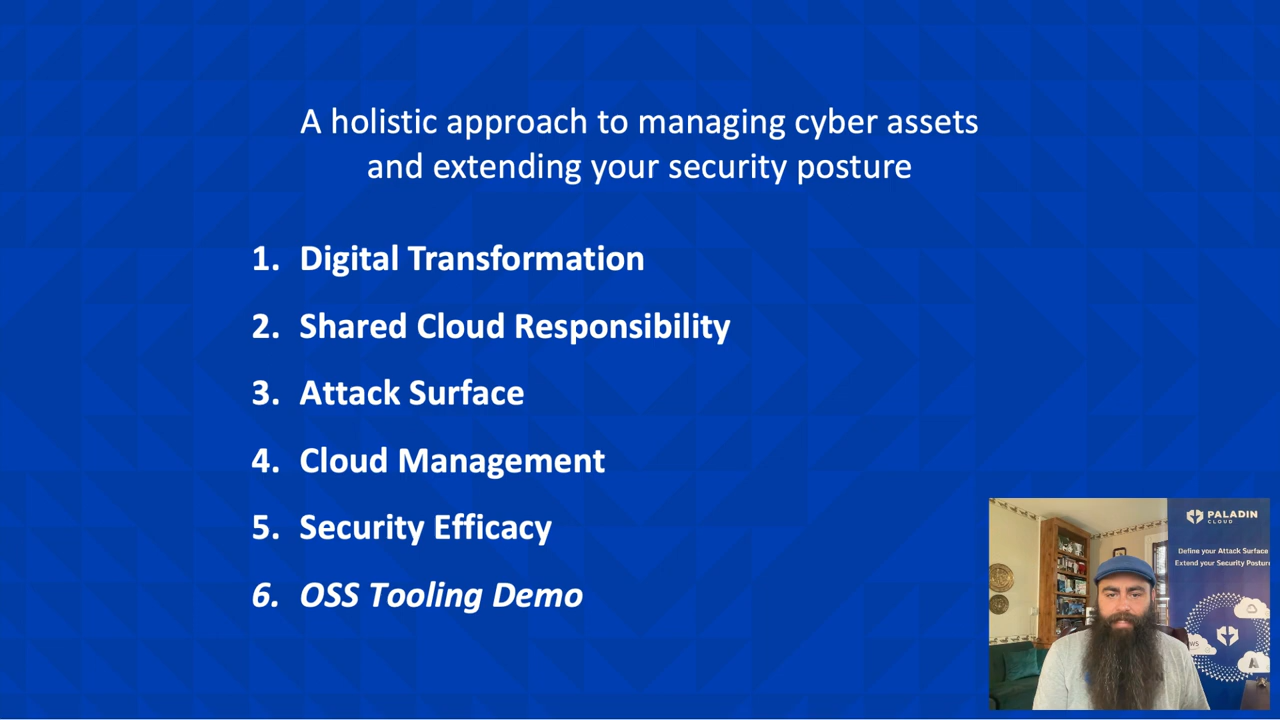 A holistic approach to managing cyber assets
and extending your security posture
1. Digital Transformation
2. Shared Cloud Responsibility
3. Attack Surface
4. Cloud Management
5. Security Efficacy
6. OSS Tooling Demo
PALADIN
CLOUD
Define your Attack Surface
Extend your Security Posture